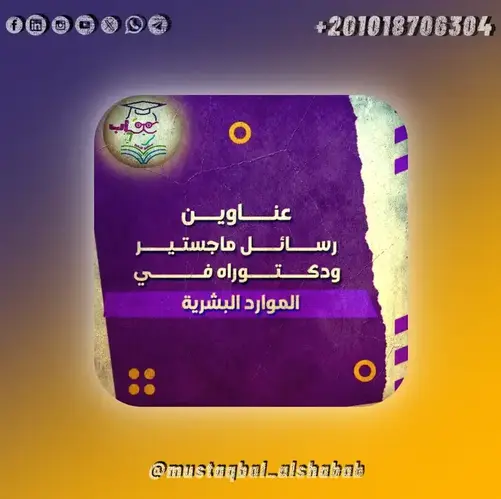 +201018706304
عناوين
رسائل ماجستير
ودكتوراه في
الموارد البشرية
@mustaqbal_alshabab